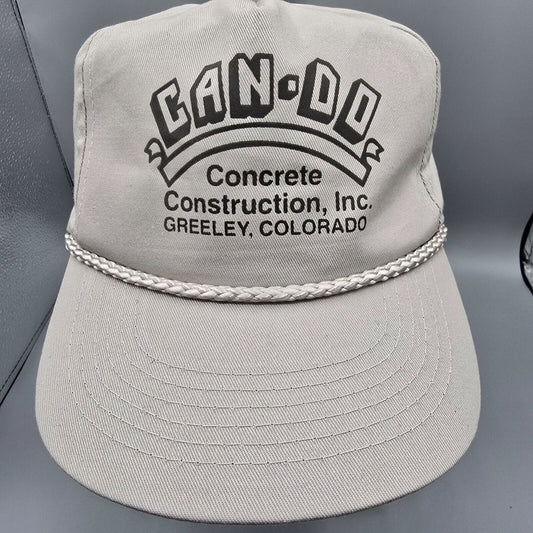 CAN-DO
Concrete
Construction, Inc.
GREELEY, COLORADO